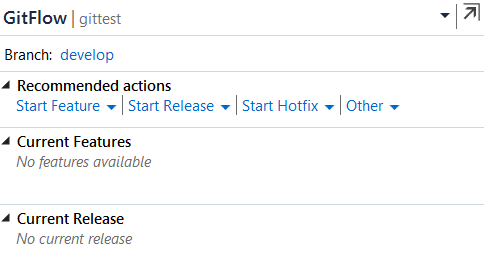 GitFlow | gittest
Branch: develop
Recommended actions
Start Feature | Start Release | Start Hotfix | Other
Current Features
No features available
Current Release
No current release